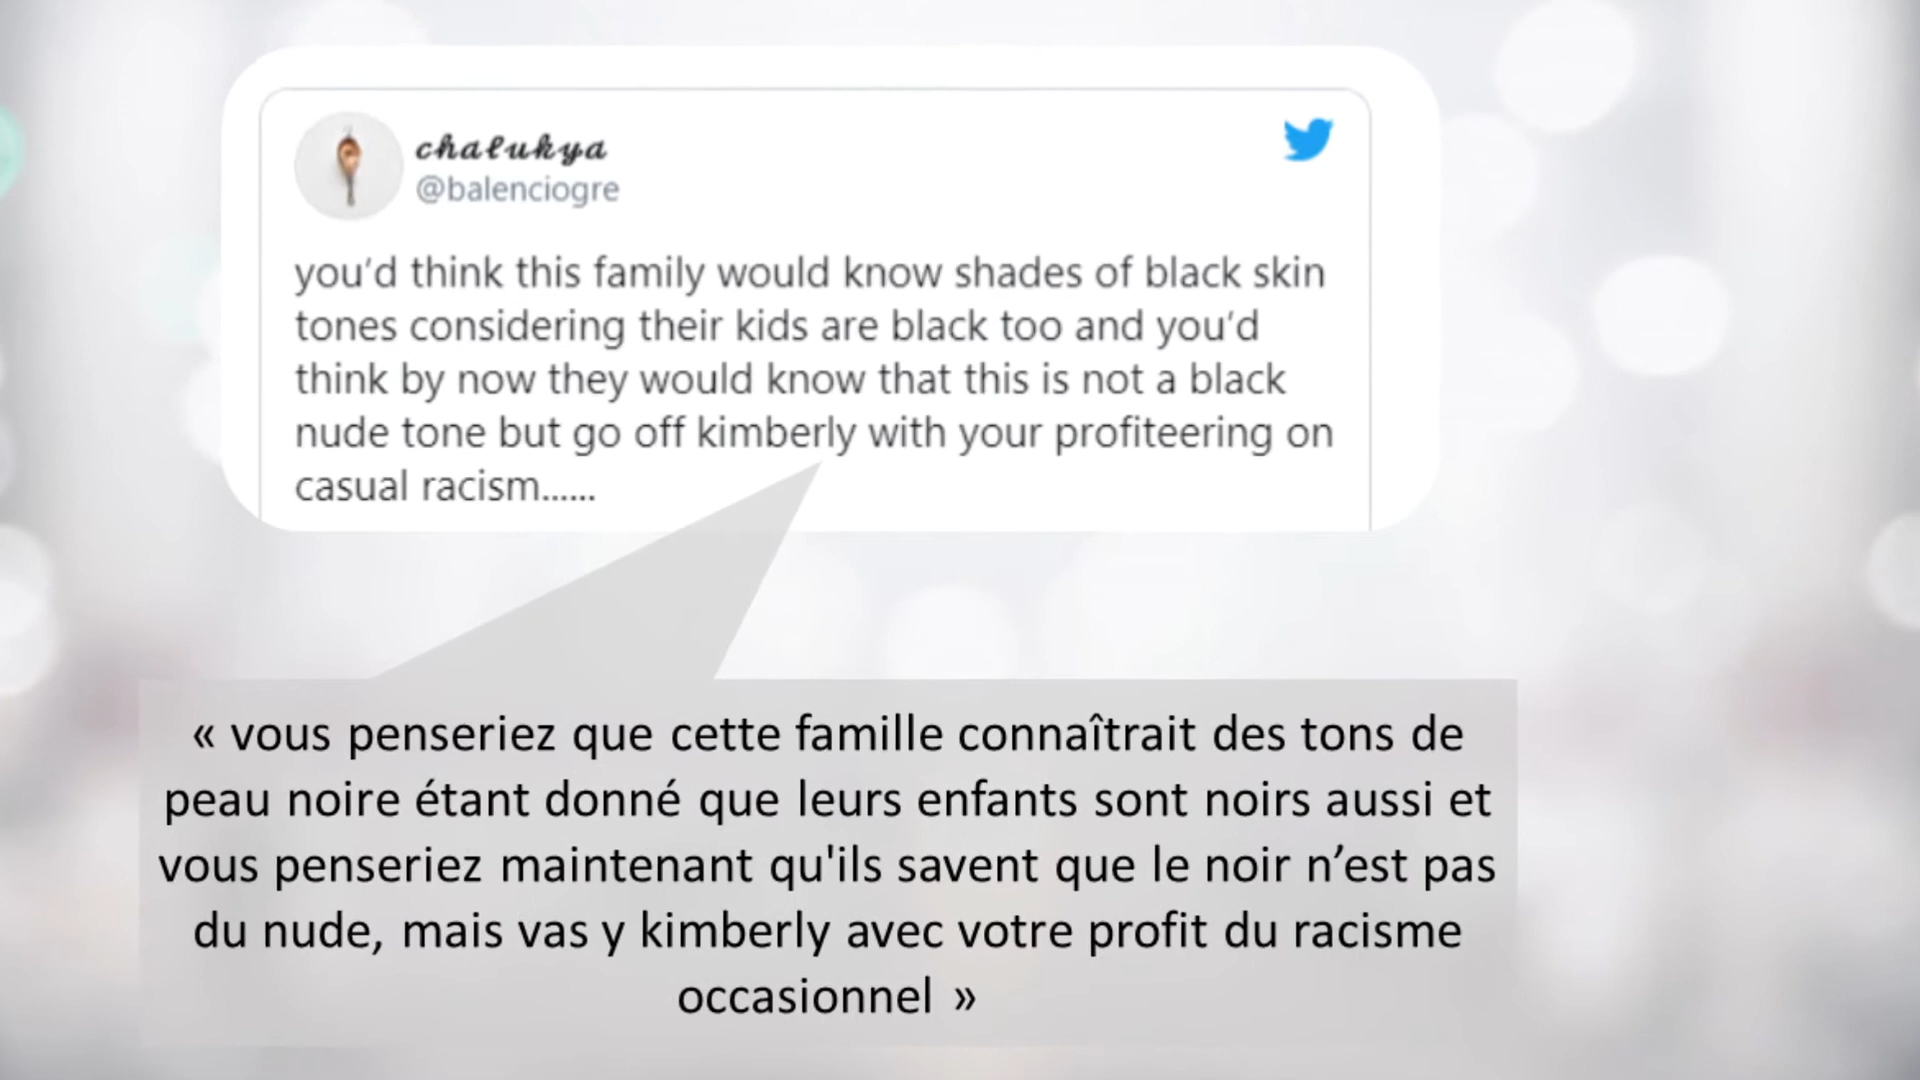 chalukya
@balenciogre
you'd think this family would know shades of black skin
tones considering their kids are black too and you'd
think by now they would know that this is not a black
nude tone but go off kimberly with your profiteering on
casual racism......
« vous penseriez que cette famille connaîtrait des tons de
peau noire étant donné que leurs enfants sont noirs aussi et
vous penseriez maintenant qu'ils savent que le noir n’est pas
du nude, mais vas y kimberly avec votre profit du racisme
occasionnel »